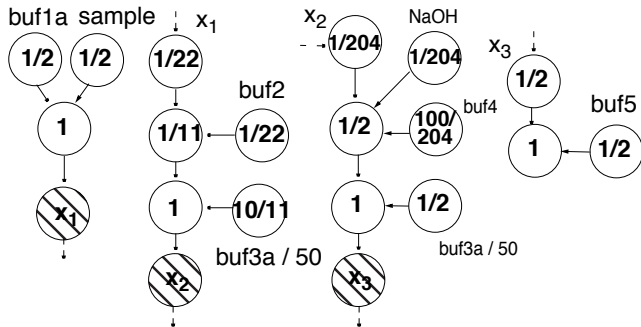 buf1a sample
1/2
1/2
1
x1
x1
1/22
buf2
1/11
1/22
1
10/11
buf3a / 50
x2
x2
NaOH
1/204
1/204
buf4
1/2
100/
204
1
1/2
buf3a / 50
x3
x3
1/2
buf5
1
1/2